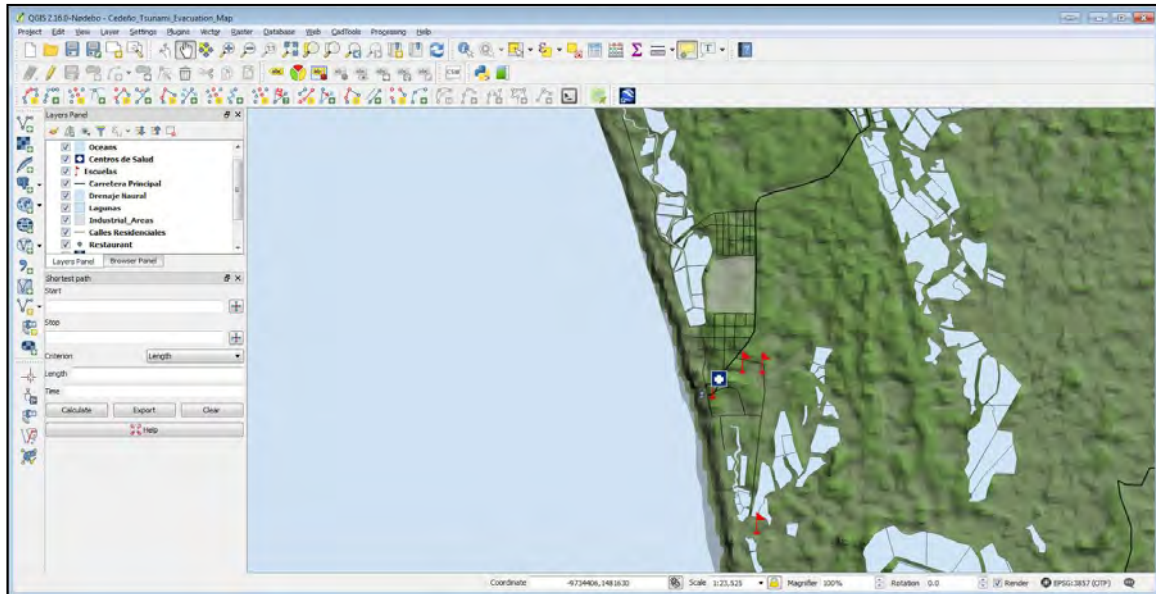 QGIS 2.16.0-Nødebo - Cedeño_Tsunami_Evacuation_Map
Project Edit View Layer Settings Plugins Vector Raster Database Web CadTools Processing Help
CSW
Layers Panel
Oceans
Centros de Salud
Escuelas
Carretera Principal
Drenaje Naural
Lagunas
Industrial_Areas
Calles Residenciales
Restaurant
Layers Panel Browser Panel
Shortest path
Start
Stop
Criterion Length
Length
Time
Calculate Export Clear
Help
Coordinate -9734406,1481630 Scale 1:23,525 Magnifier 100% Rotation 0.0 Render EPSG:3857 (OTF)